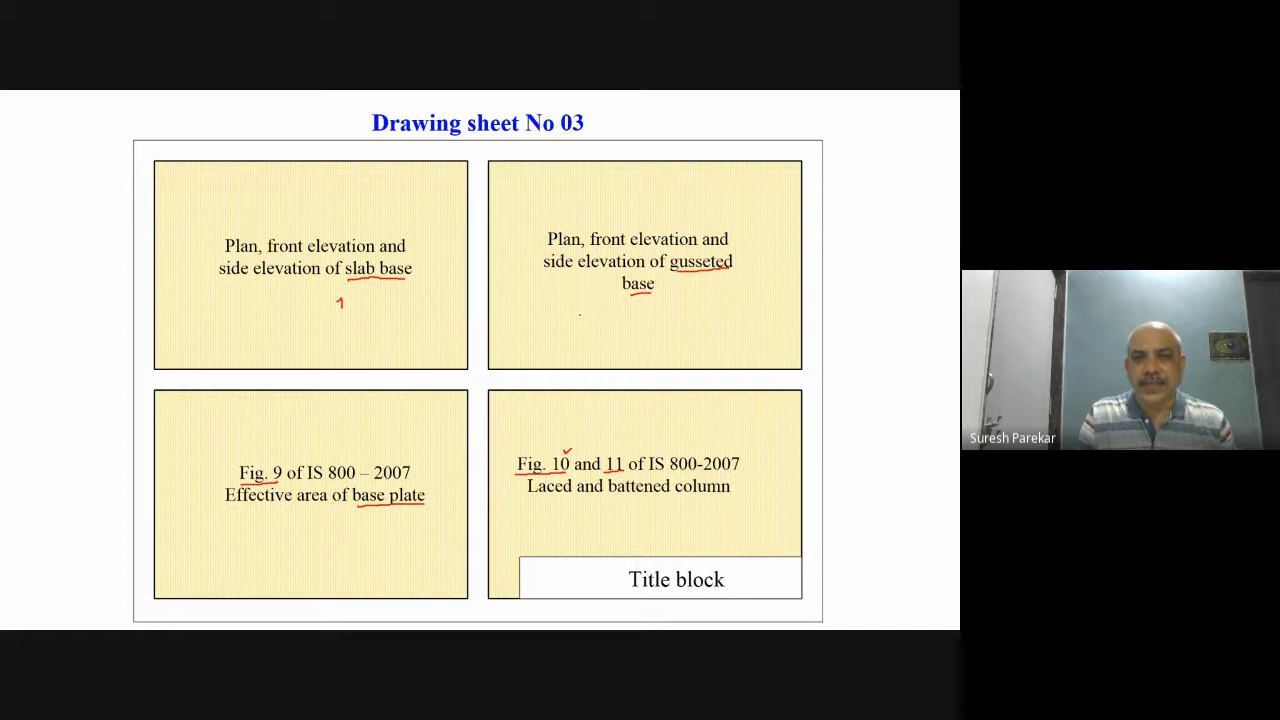 Drawing sheet No 03
Plan, front elevation and
side elevation of slab base
1
Plan, front elevation and
side elevation of gusseted
base
Fig. 9 of IS 800 – 2007
Effective area of base plate
Fig. 10 and 11 of IS 800-2007
Laced and battened column
Title block
Suresh Parekar